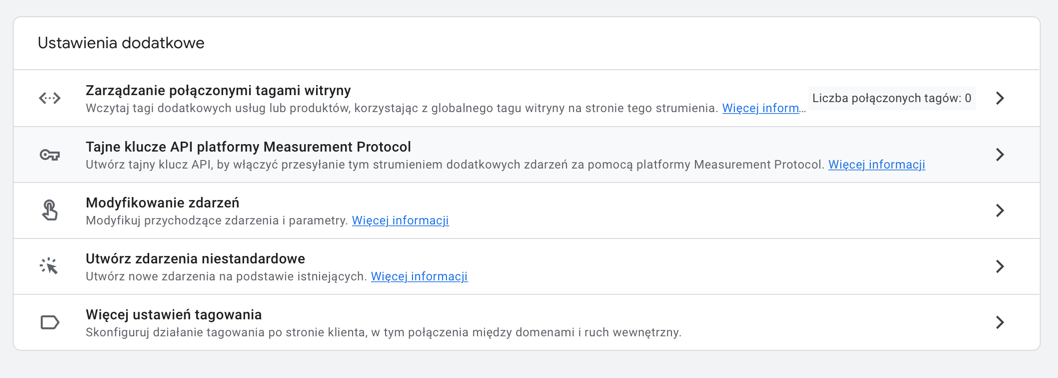 Ustawienia dodatkowe
Zarządzanie połączonymi tagami witryny
Wczytaj tagi dodatkowych usług lub produktów, korzystając z globalnego tagu witryny na stronie tego strumienia. Więcej inform...
Liczba połączonych tagów: 0
Tajne klucze API platformy Measurement Protocol
Utwórz tajny klucz API, by włączyć przesyłanie tym strumieniem dodatkowych zdarzeń za pomocą platformy Measurement Protocol. Więcej informacji
Modyfikowanie zdarzeń
Modyfikuj przychodzące zdarzenia i parametry. Więcej informacji
Utwórz zdarzenia niestandardowe
Utwórz nowe zdarzenia na podstawie istniejących. Więcej informacji
Więcej ustawień tagowania
Skonfiguruj działanie tagowania po stronie klienta, w tym połączenia między domenami i ruch wewnętrzny.